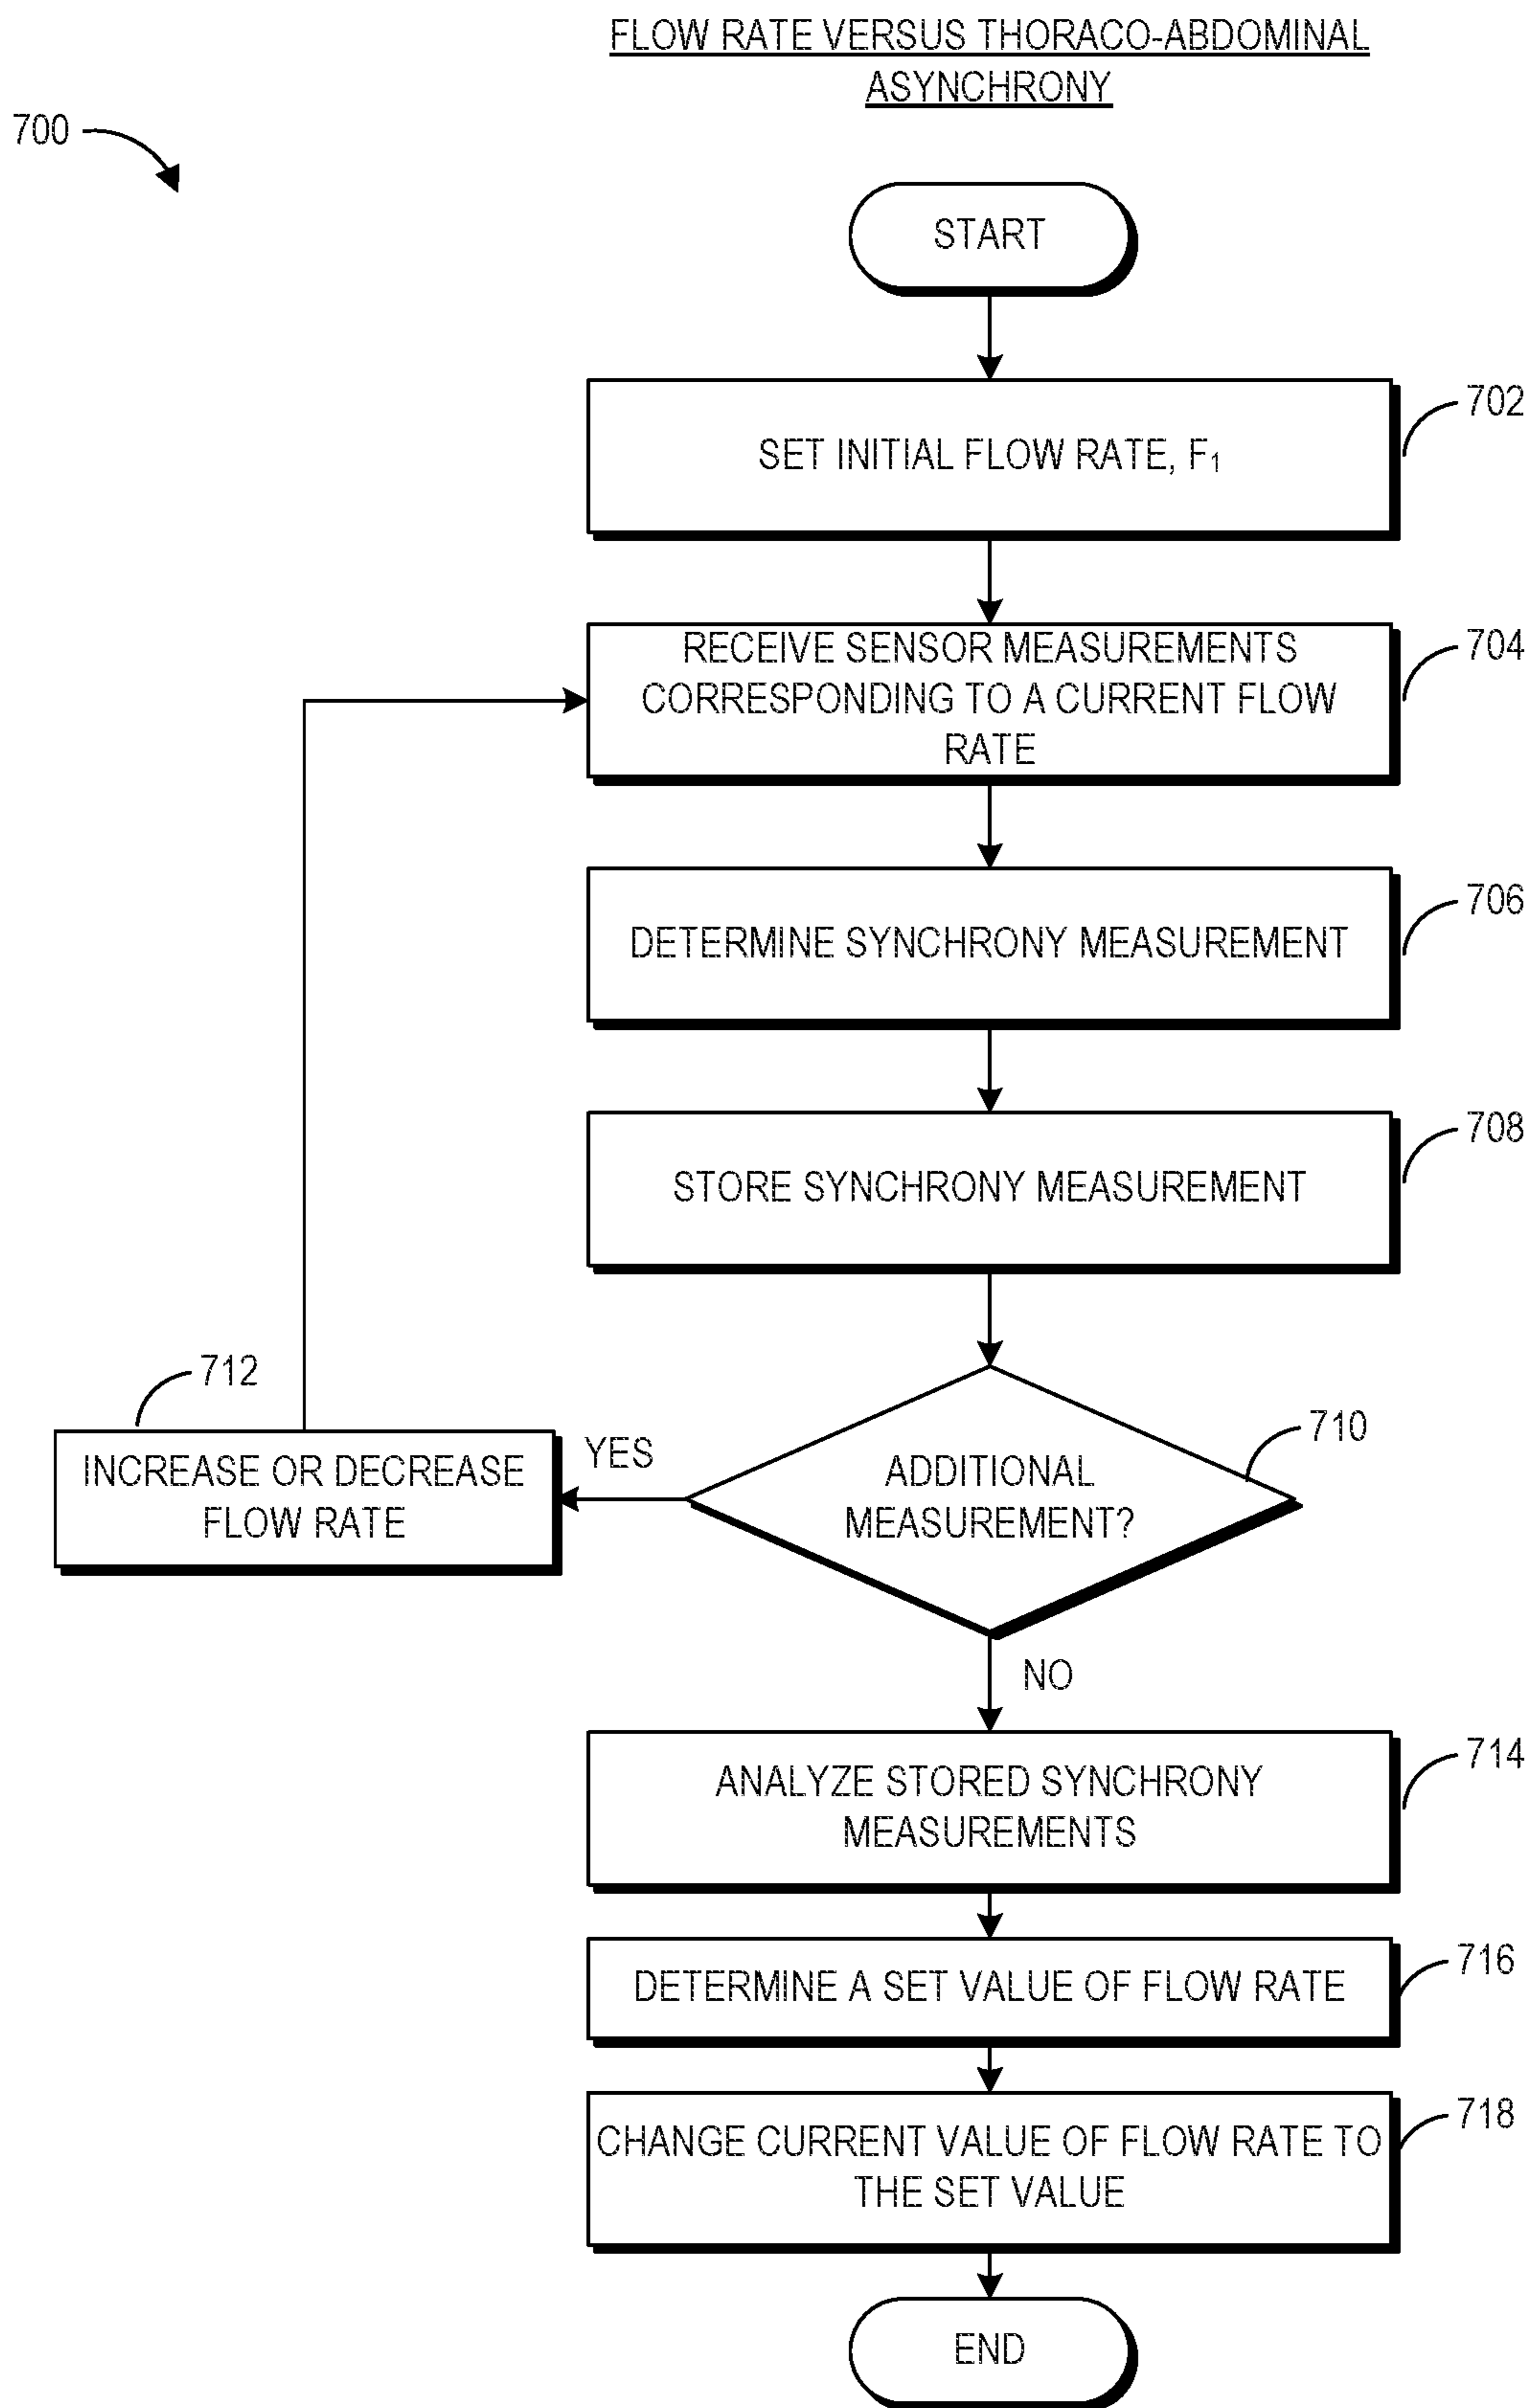 FLOW RATE VERSUS THORACO-ABDOMINAL
ASYNCHRONY
700
START
702
SET INITIAL FLOW RATE, F₁
704
RECEIVE SENSOR MEASUREMENTS
CORRESPONDING TO A CURRENT FLOW
RATE
706
DETERMINE SYNCHRONY MEASUREMENT
708
STORE SYNCHRONY MEASUREMENT
710
ADDITIONAL
MEASUREMENT?
YES
712
INCREASE OR DECREASE
FLOW RATE
NO
714
ANALYZE STORED SYNCHRONY
MEASUREMENTS
716
DETERMINE A SET VALUE OF FLOW RATE
718
CHANGE CURRENT VALUE OF FLOW RATE TO
THE SET VALUE
END